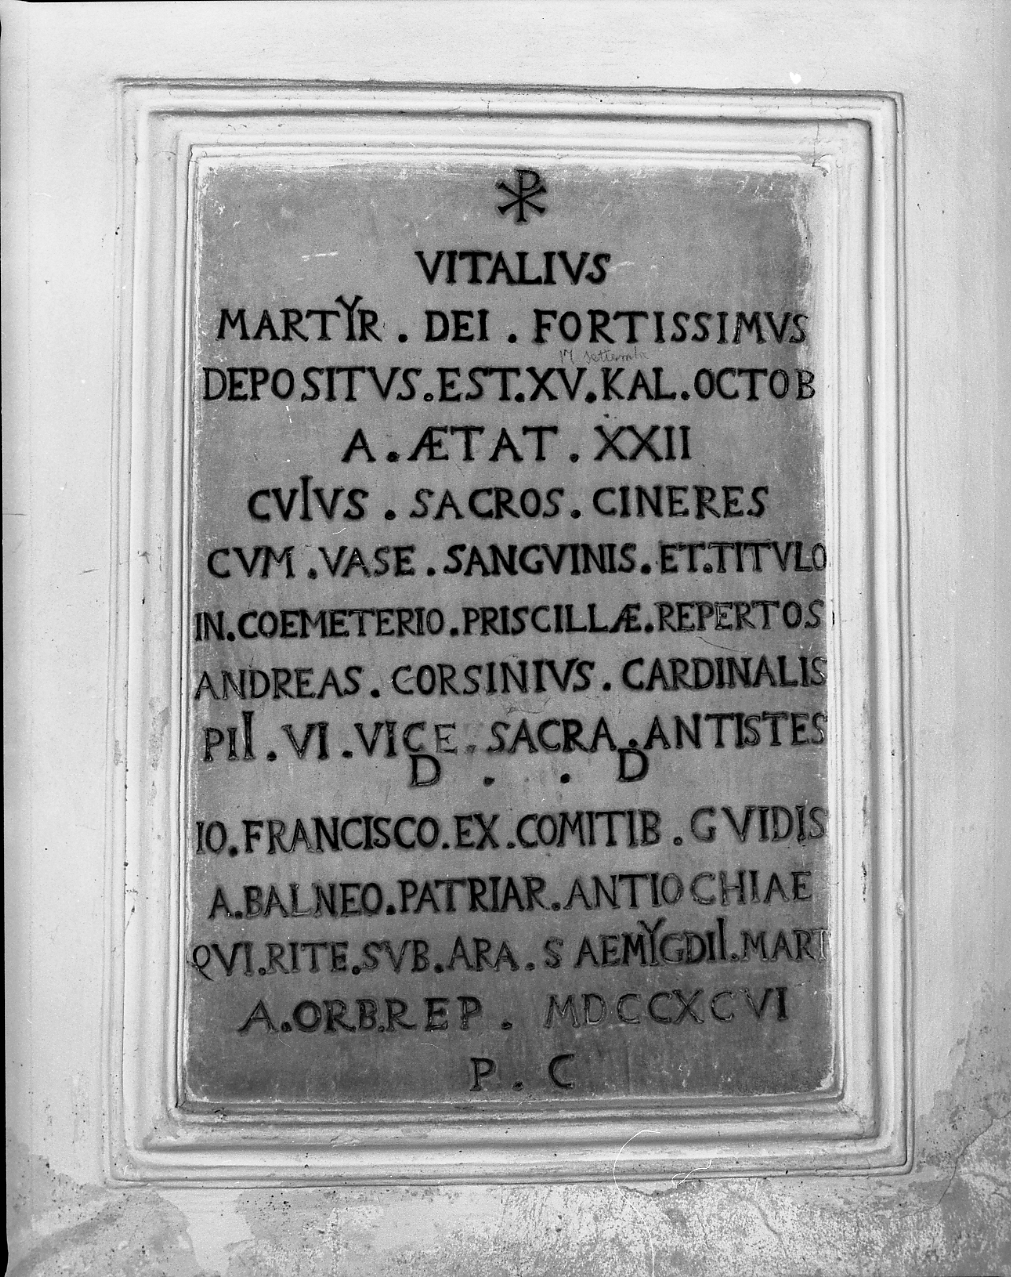 ☧
VITALIVS
MARTYR . DEI . FORTISSIMVS
17 settembre
DEPOSITVS.EST.XV.KAL.OCTOB
A . ÆTAT . XXII
CVIVS . SACROS . CINERES
CVM . VASE . SANGVINIS . ET . TITVLO
IN . COEMETERIO . PRISCILLÆ . REPERTOS
ANDREAS . CORSINIVS . CARDINALIS
PII . VI . VICE . SACRA . ANTISTES
D . . D
IO . FRANCISCO . EX . COMITIB . GVIDIS
A . BALNEO . PATRIAR . ANTIOCHIAE
QVI . RITE . SVB . ARA . S AEMYGDII . MART
A . ORB . REP . MDCCXCVI
P . C